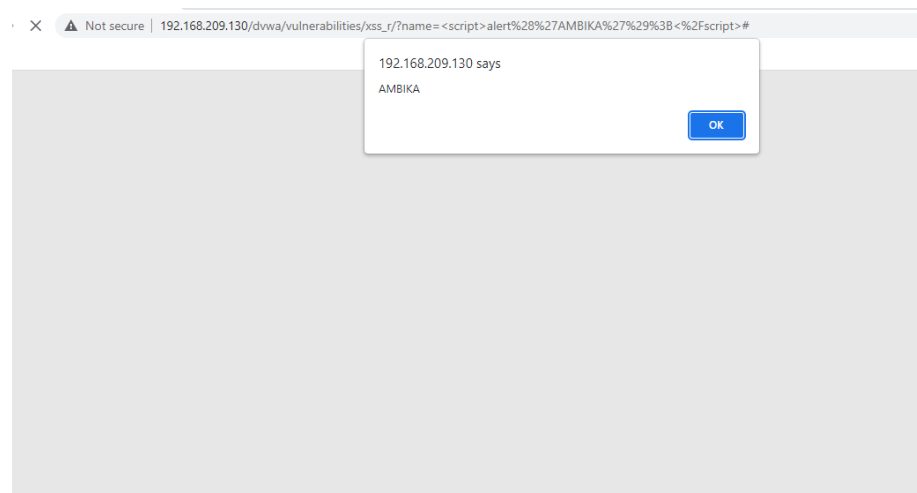 Not secure | 192.168.209.130/dvwa/vulnerabilities/xss_r/?name=<script>alert%28%27AMBIKA%27%29%3B<%2Fscript>#
192.168.209.130 says
AMBIKA
OK